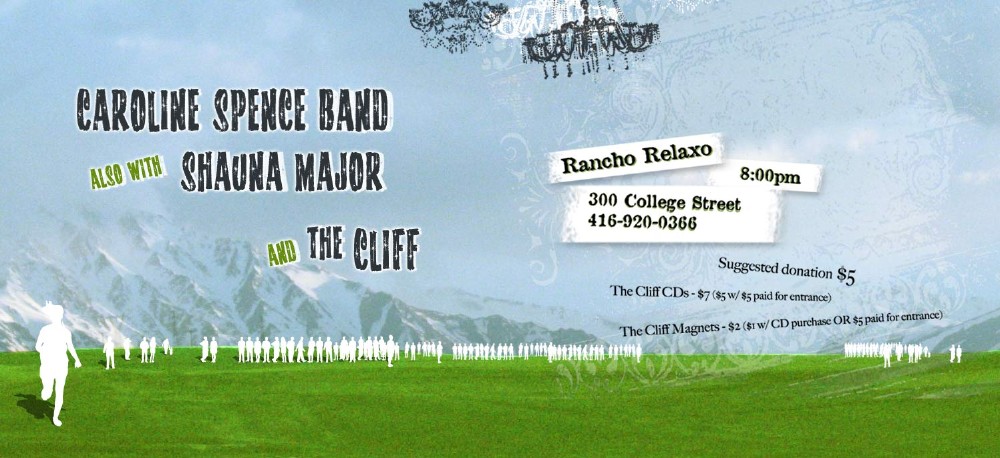 CAROLINE SPENCE BAND
ALSO WITH SHAUNA MAJOR
AND THE CLIFF
Rancho Relaxo
8:00pm
300 College Street
416-920-0366
Suggested donation $5
The Cliff CDs - $7 ($5 w/ $5 paid for entrance)
The Cliff Magnets - $2 ($1 w/ CD purchase OR $5 paid for entrance)